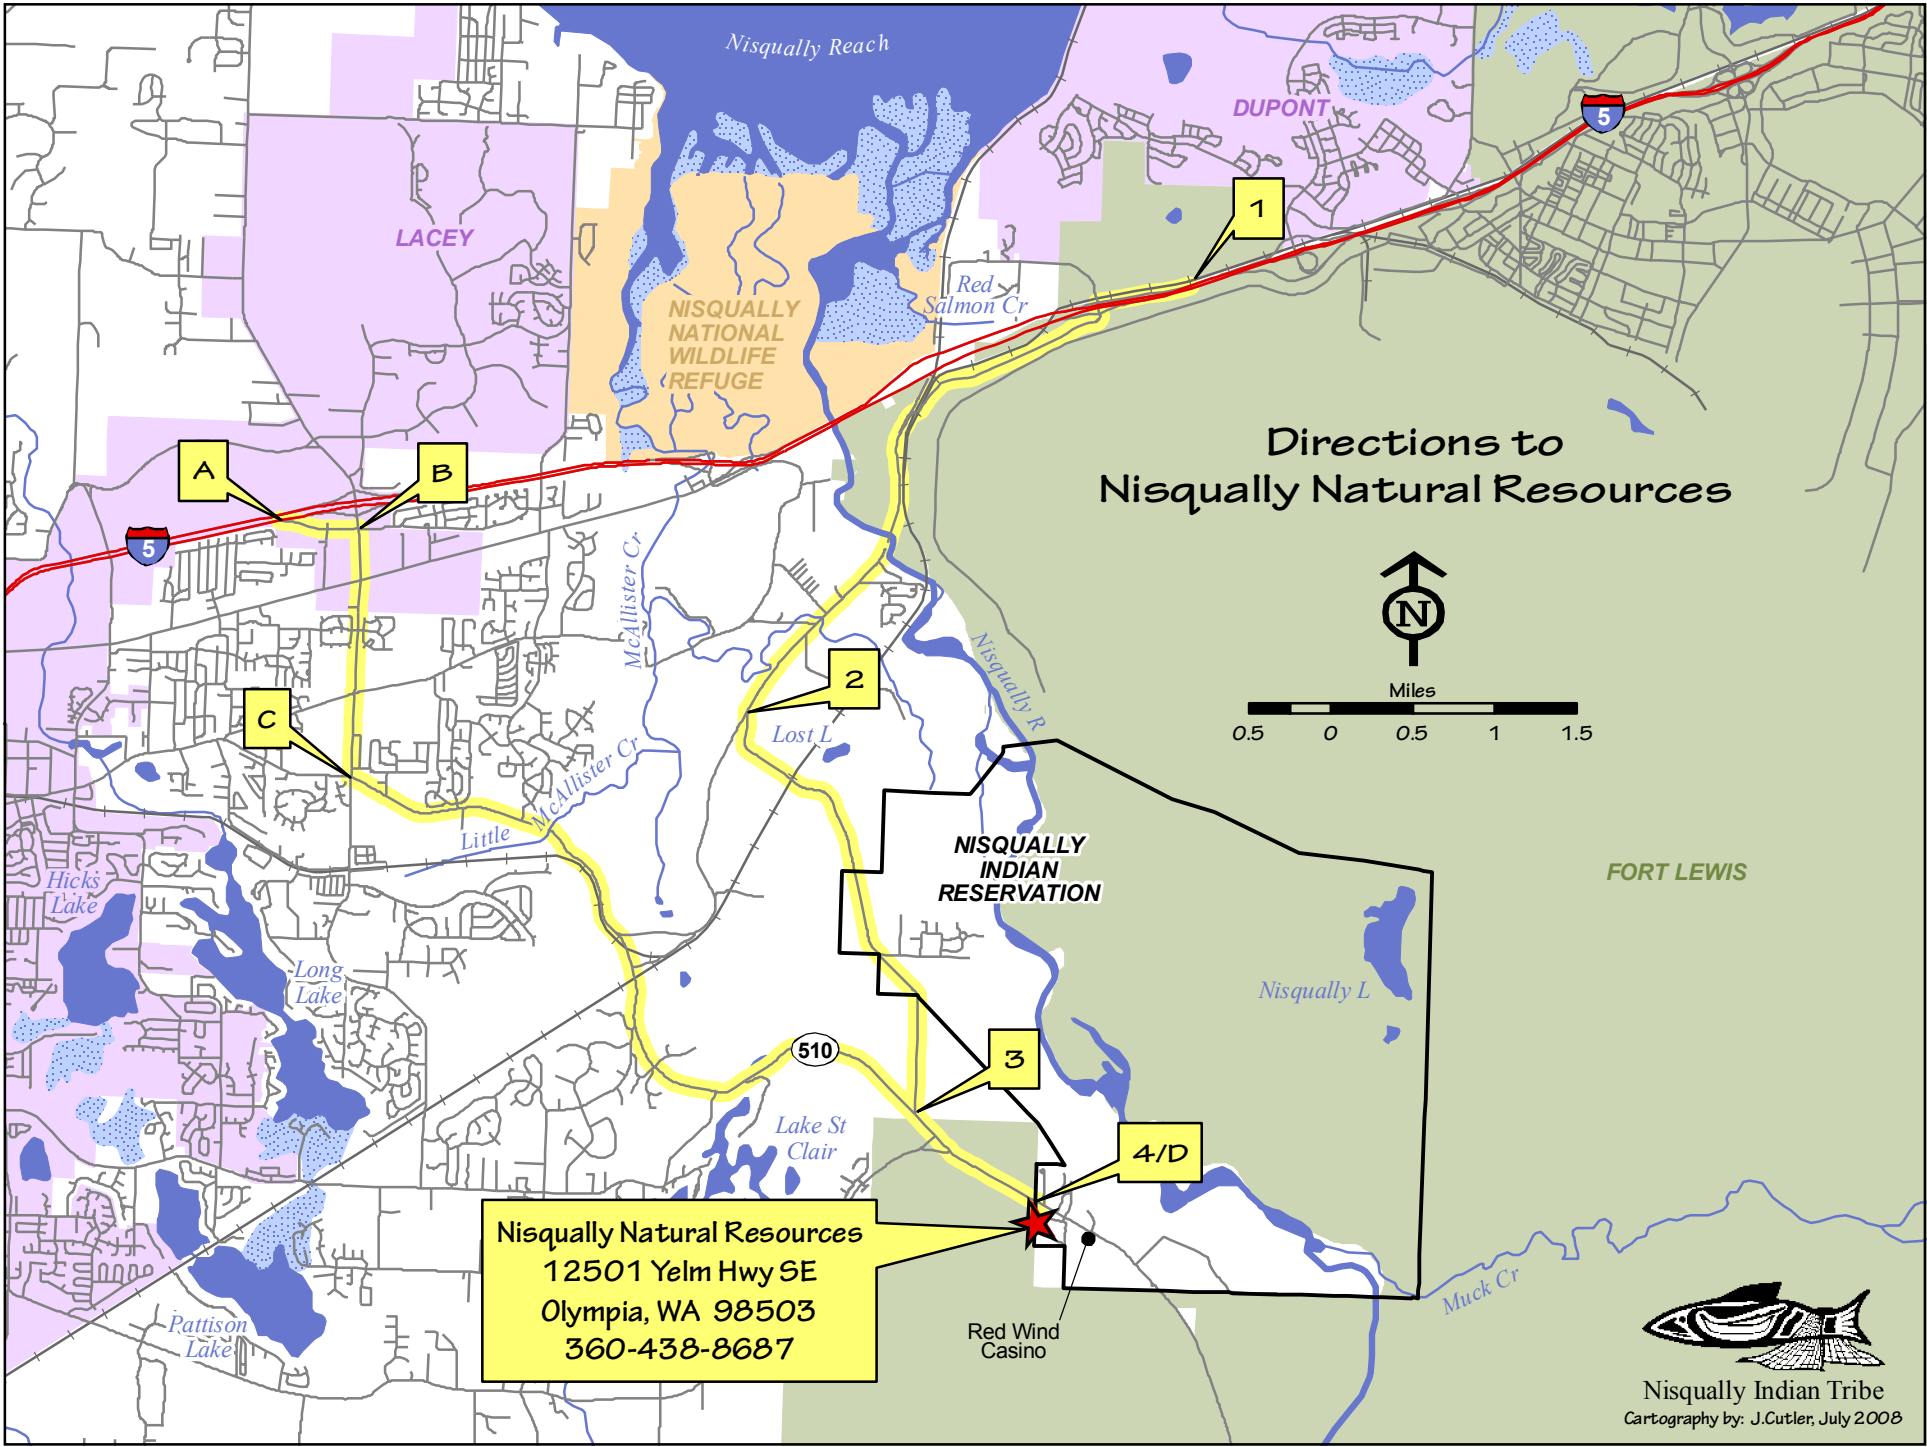 Nisqually Reach
DUPONT
5
1
LACEY
Red
Salmon Cr
NISQUALLY
NATIONAL
WILDLIFE
REFUGE
Directions to
Nisqually Natural Resources
A
B
5
N
McAllister Cr
Nisqually R
2
Miles
0.5 0 0.5 1 1.5
C
Lost L
Little McAllister Cr
NISQUALLY
INDIAN
RESERVATION
FORT LEWIS
Hicks
Lake
Long
Lake
Nisqually L
510
3
Lake St
Clair
4/D
Nisqually Natural Resources
12501 Yelm Hwy SE
Olympia, WA 98503
360-438-8687
Muck Cr
Pattison
Lake
Red Wind
Casino
Nisqually Indian Tribe
Cartography by: J.Cutler, July 2008